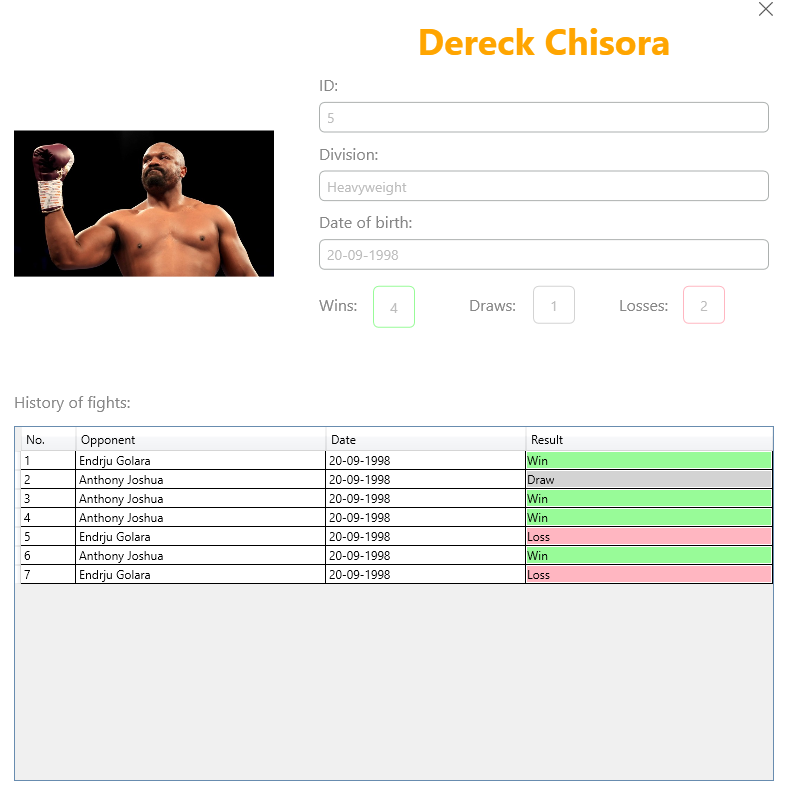 Dereck Chisora
ID:
5
Division:
Heavyweight
Date of birth:
20-09-1998
Wins: 4 Draws: 1 Losses: 2
History of fights:
No. Opponent Date Result
1 Endrju Golara 20-09-1998 Win
2 Anthony Joshua 20-09-1998 Draw
3 Anthony Joshua 20-09-1998 Win
4 Anthony Joshua 20-09-1998 Win
5 Endrju Golara 20-09-1998 Loss
6 Anthony Joshua 20-09-1998 Win
7 Endrju Golara 20-09-1998 Loss